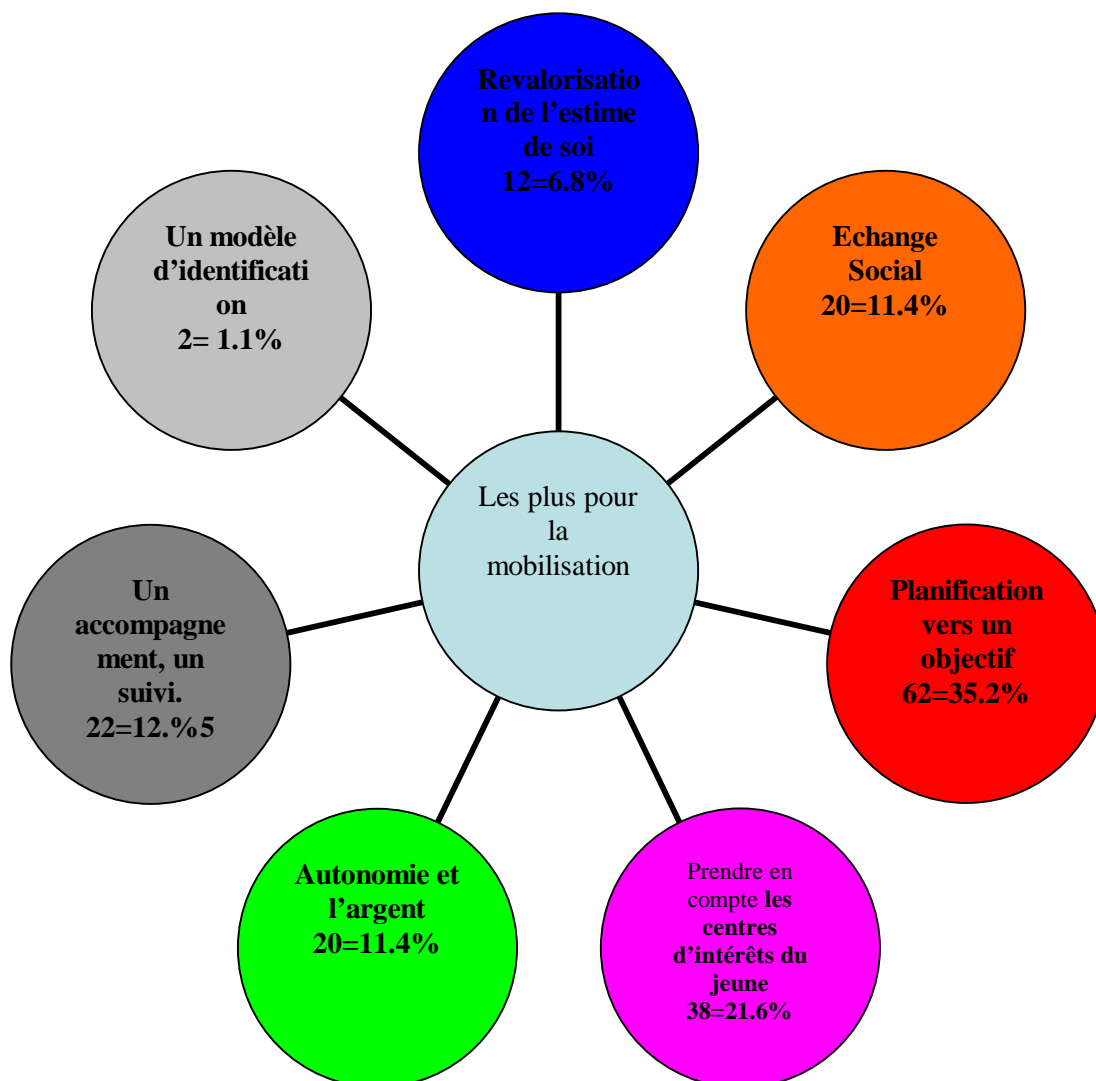 Revalorisatio
n de l’estime
de soi
12=6.8%
Un modèle
d’identificati
on
2= 1.1%
Echange
Social
20=11.4%
Les plus pour
la
mobilisation
Un
accompagne
ment, un
suivi.
22=12.%5
Planification
vers un
objectif
62=35.2%
Autonomie et
l’argent
20=11.4%
Prendre en
compte les
centres
d’intérêts du
jeune
38=21.6%